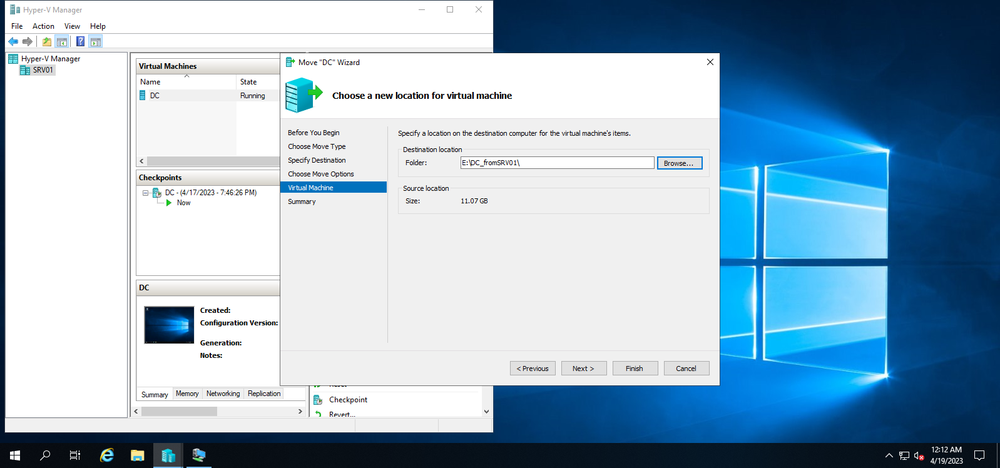 Hyper-V Manager
File Action View Help
Hyper-V Manager
SRV01
Virtual Machines
Name State
DC Running
Checkpoints
DC - (4/17/2023 - 7:46:26 PM)
Now
DC
Created:
Configuration Version:
Generation:
Notes:
Summary Memory Networking Replication
Move "DC" Wizard
Choose a new location for virtual machine
Before You Begin
Choose Move Type
Specify Destination
Choose Move Options
Virtual Machine
Summary
Specify a location on the destination computer for the virtual machine's items.
Destination location
Folder: E:\DC_fromSRV01\ Browse...
Source location
Size: 11.07 GB
< Previous Next > Finish Cancel
Reset
Checkpoint
Revert...
12:12 AM
4/19/2023